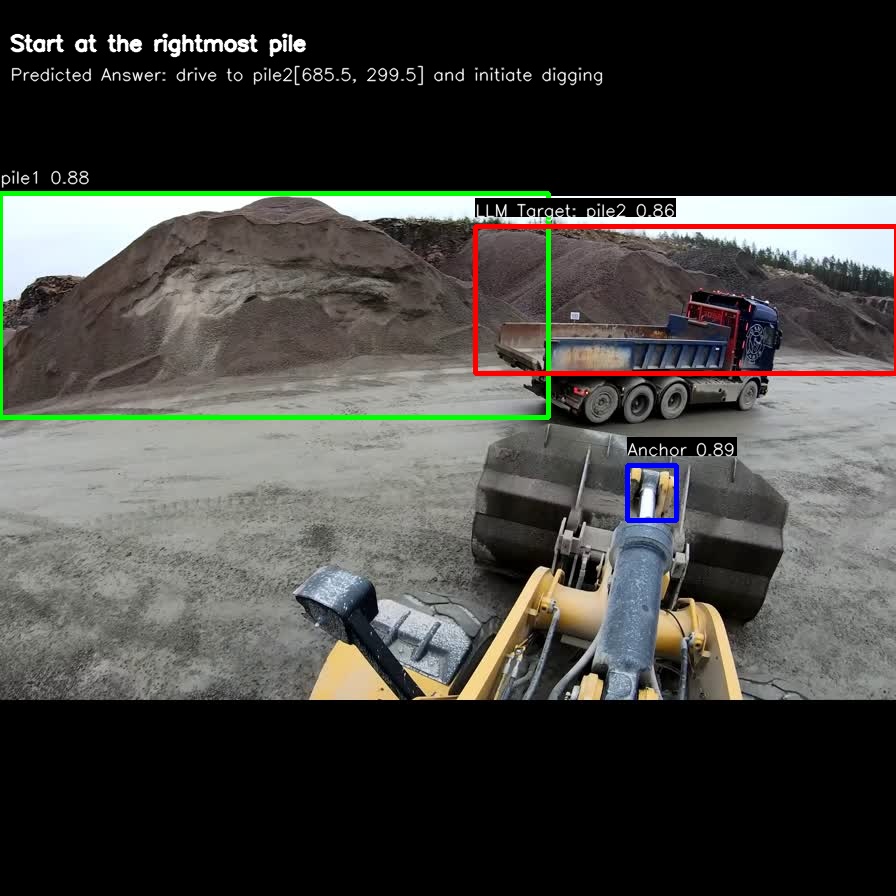 Start at the rightmost pile
Predicted Answer: drive to pile2[685.5, 299.5] and initiate digging
pile1 0.88
LLM Target: pile2 0.86
Anchor 0.89